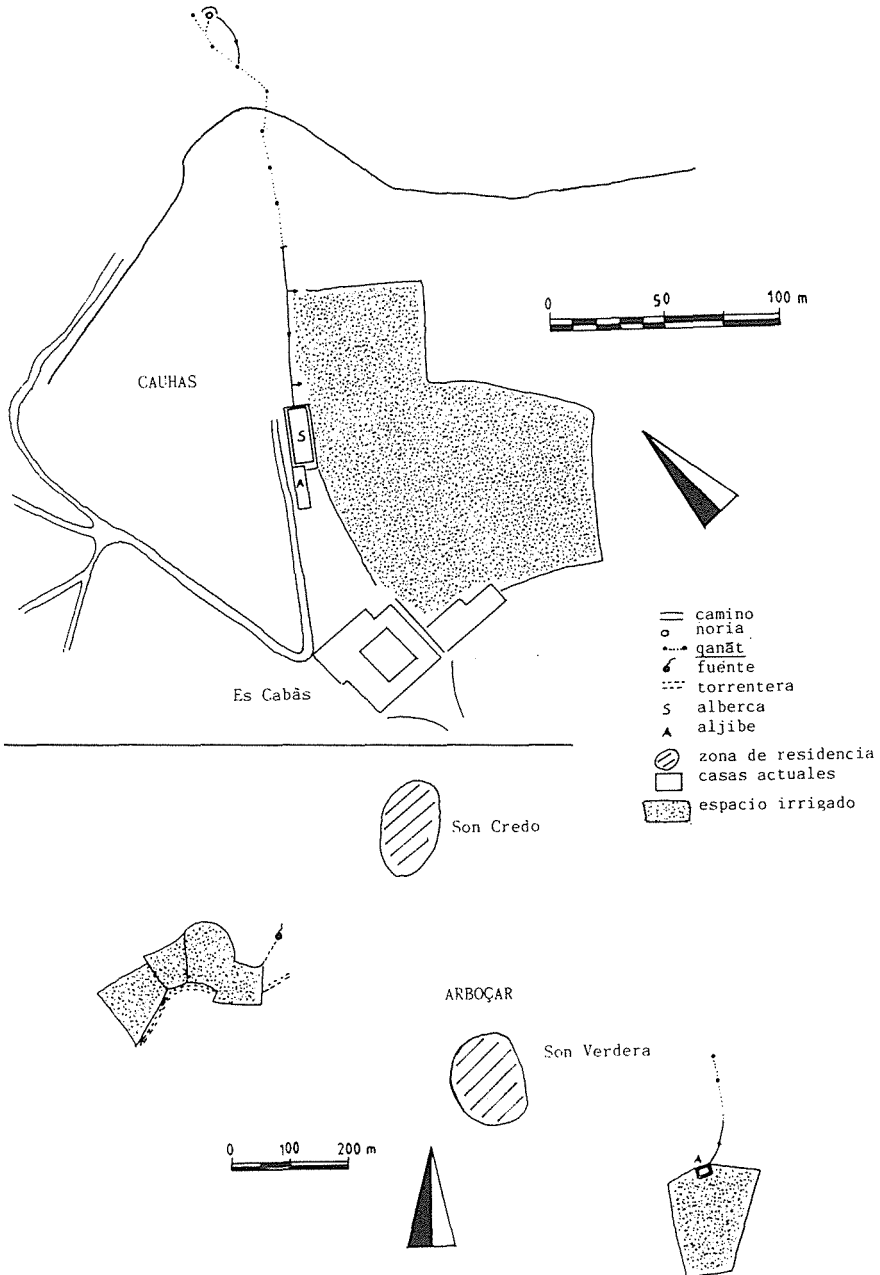 0 50 100 m
CAUHAS
S
A
camino
noria
qanāt
fuente
torrentera
S alberca
A aljibe
zona de residencia
casas actuales
espacio irrigado
Es Cabàs
Son Credo
ARBOÇAR
Son Verdera
0 100 200 m
A